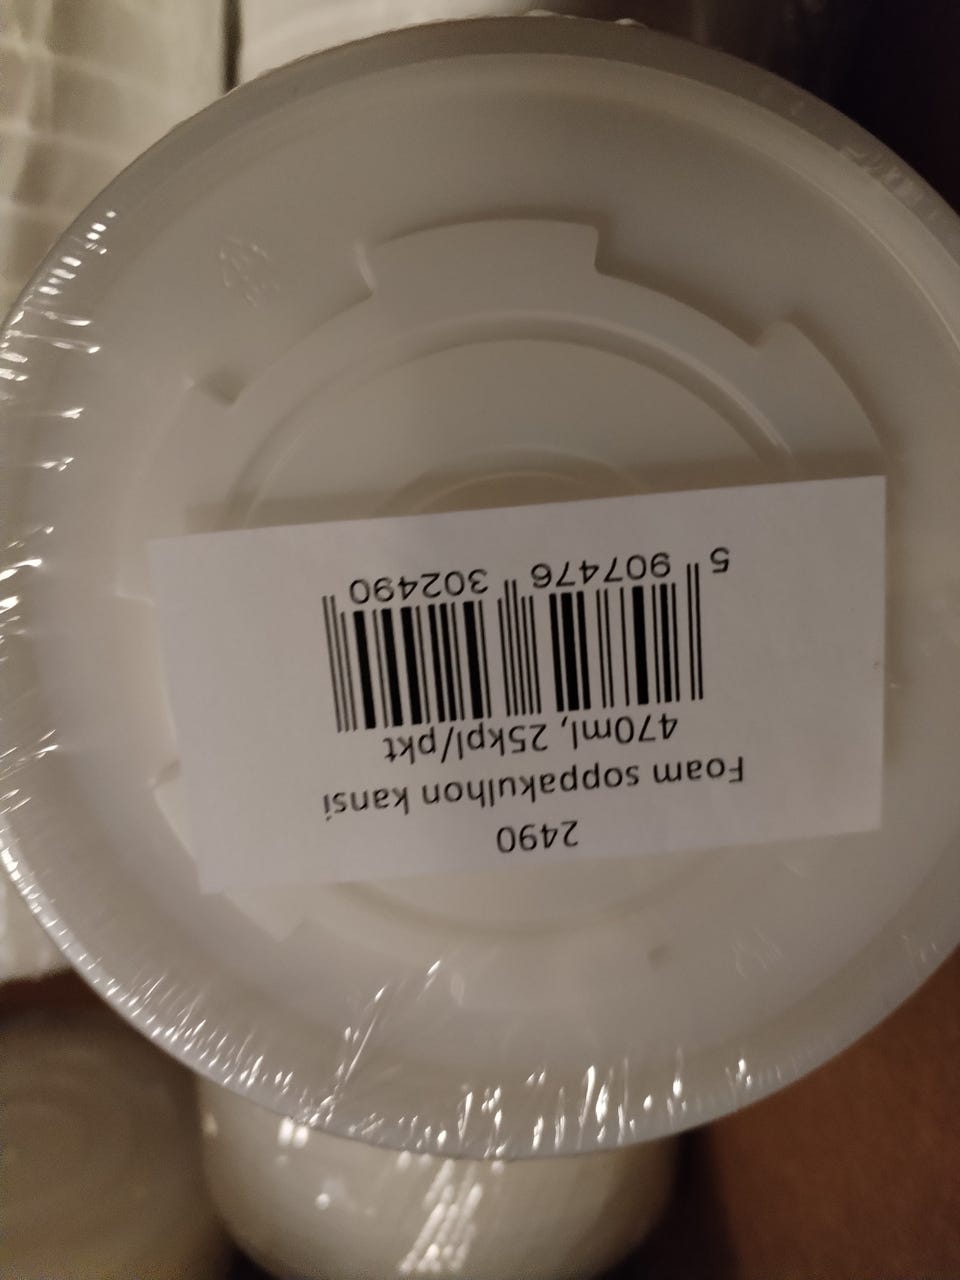 2490
Foam soppakulhon kansi
470ml, 25kpl/pkt
5 907476 302490